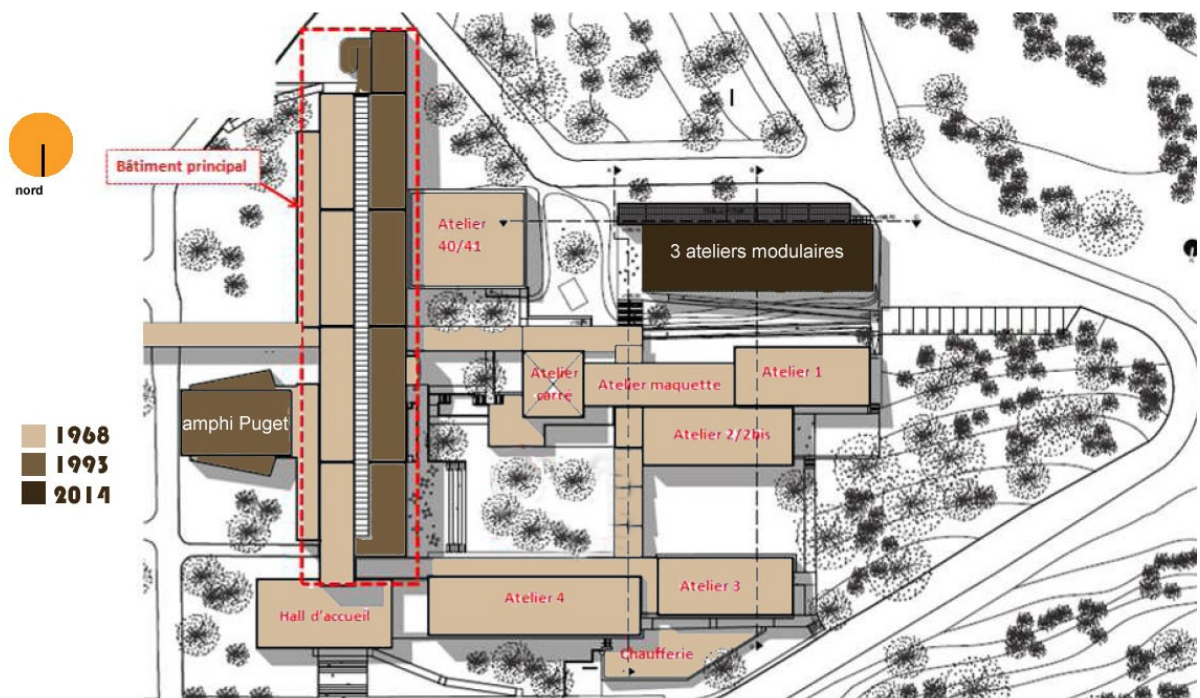 nord
Bâtiment principal
Atelier
40/41
3 ateliers modulaires
Atelier
carré
Atelier maquette
Atelier 1
amphi Puget
Atelier 2/2bis
1968
1993
2014
Atelier 3
Atelier 4
Hall d'accueil
Chaufferie